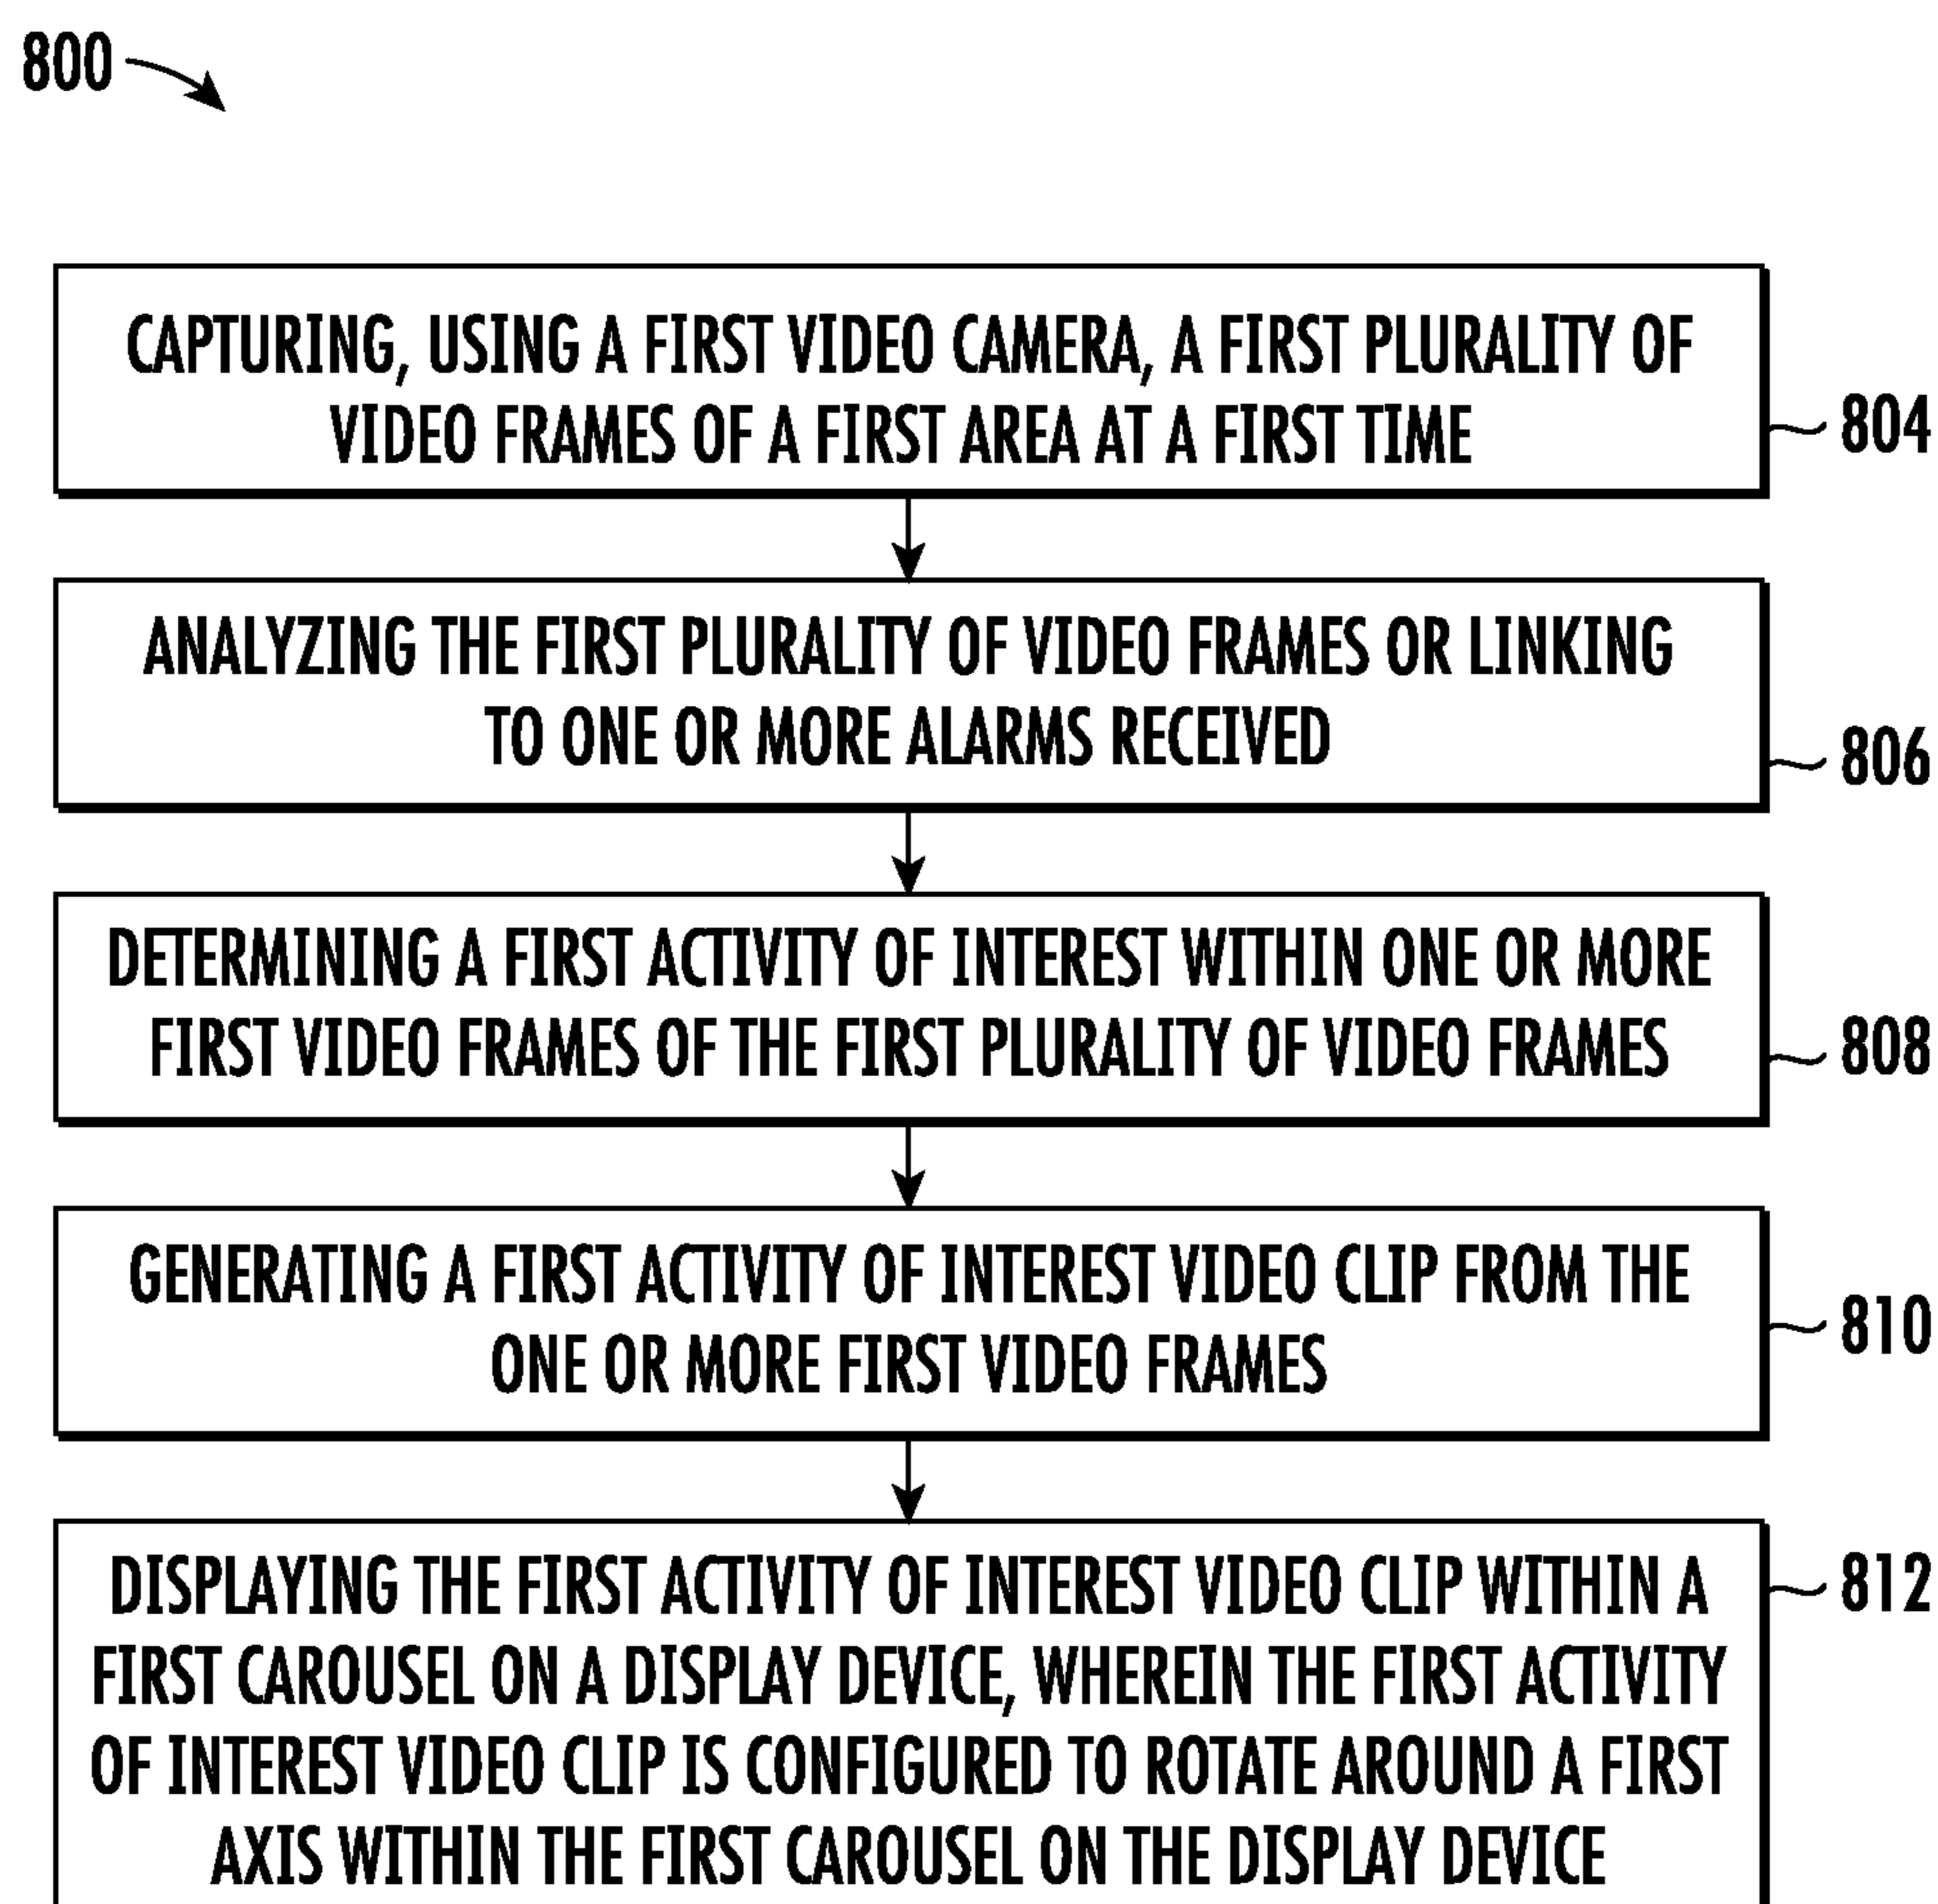 800
CAPTURING, USING A FIRST VIDEO CAMERA, A FIRST PLURALITY OF
VIDEO FRAMES OF A FIRST AREA AT A FIRST TIME
804
ANALYZING THE FIRST PLURALITY OF VIDEO FRAMES OR LINKING
TO ONE OR MORE ALARMS RECEIVED
806
DETERMINING A FIRST ACTIVITY OF INTEREST WITHIN ONE OR MORE
FIRST VIDEO FRAMES OF THE FIRST PLURALITY OF VIDEO FRAMES
808
GENERATING A FIRST ACTIVITY OF INTEREST VIDEO CLIP FROM THE
ONE OR MORE FIRST VIDEO FRAMES
810
DISPLAYING THE FIRST ACTIVITY OF INTEREST VIDEO CLIP WITHIN A
FIRST CAROUSEL ON A DISPLAY DEVICE, WHEREIN THE FIRST ACTIVITY
OF INTEREST VIDEO CLIP IS CONFIGURED TO ROTATE AROUND A FIRST
AXIS WITHIN THE FIRST CAROUSEL ON THE DISPLAY DEVICE
812